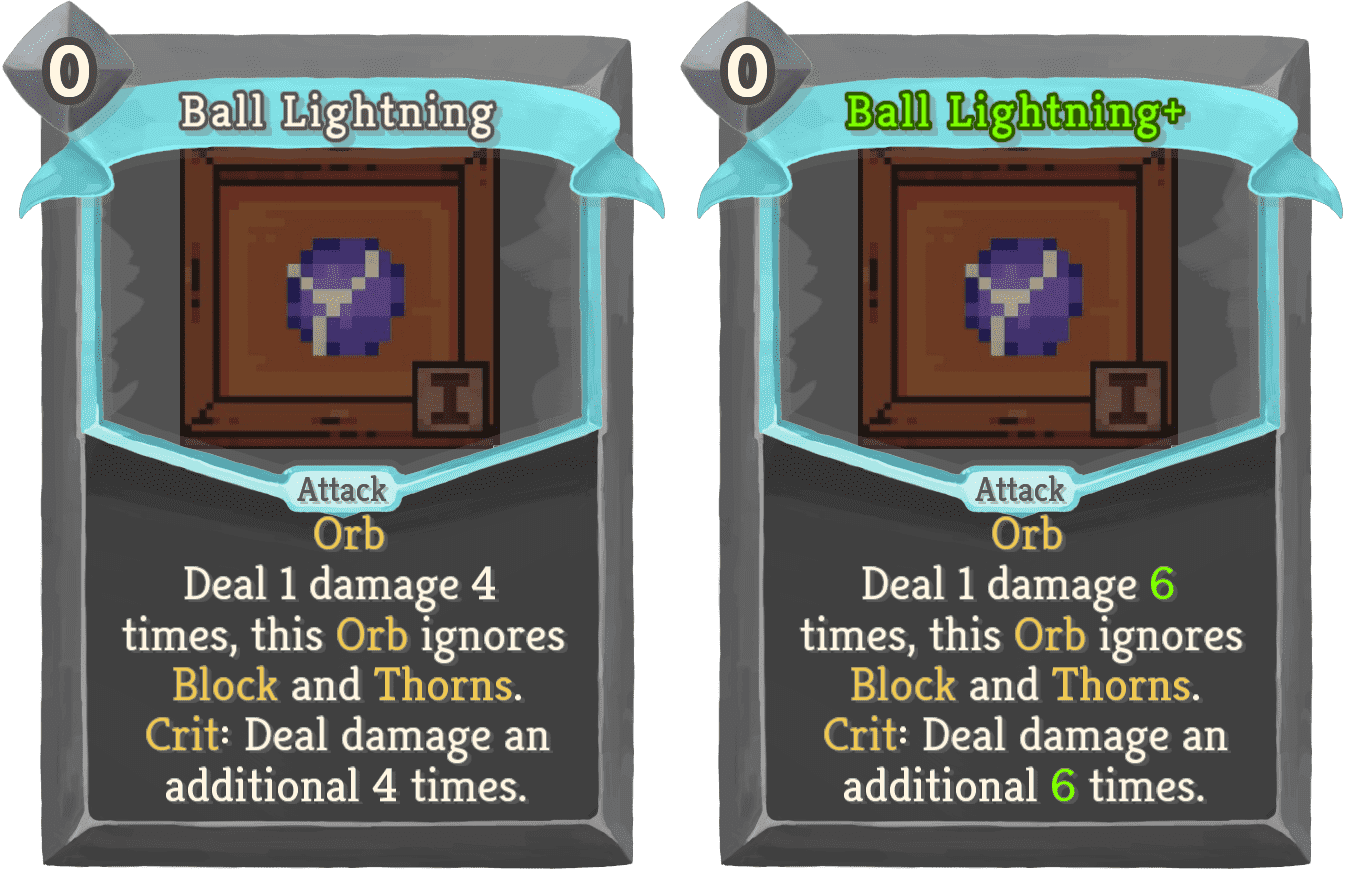 0
Ball Lightning
I
Attack
Orb
Deal 1 damage 4
times, this Orb ignores
Block and Thorns.
Crit: Deal damage an
additional 4 times.
0
Ball Lightning+
I
Attack
Orb
Deal 1 damage 6
times, this Orb ignores
Block and Thorns.
Crit: Deal damage an
additional 6 times.